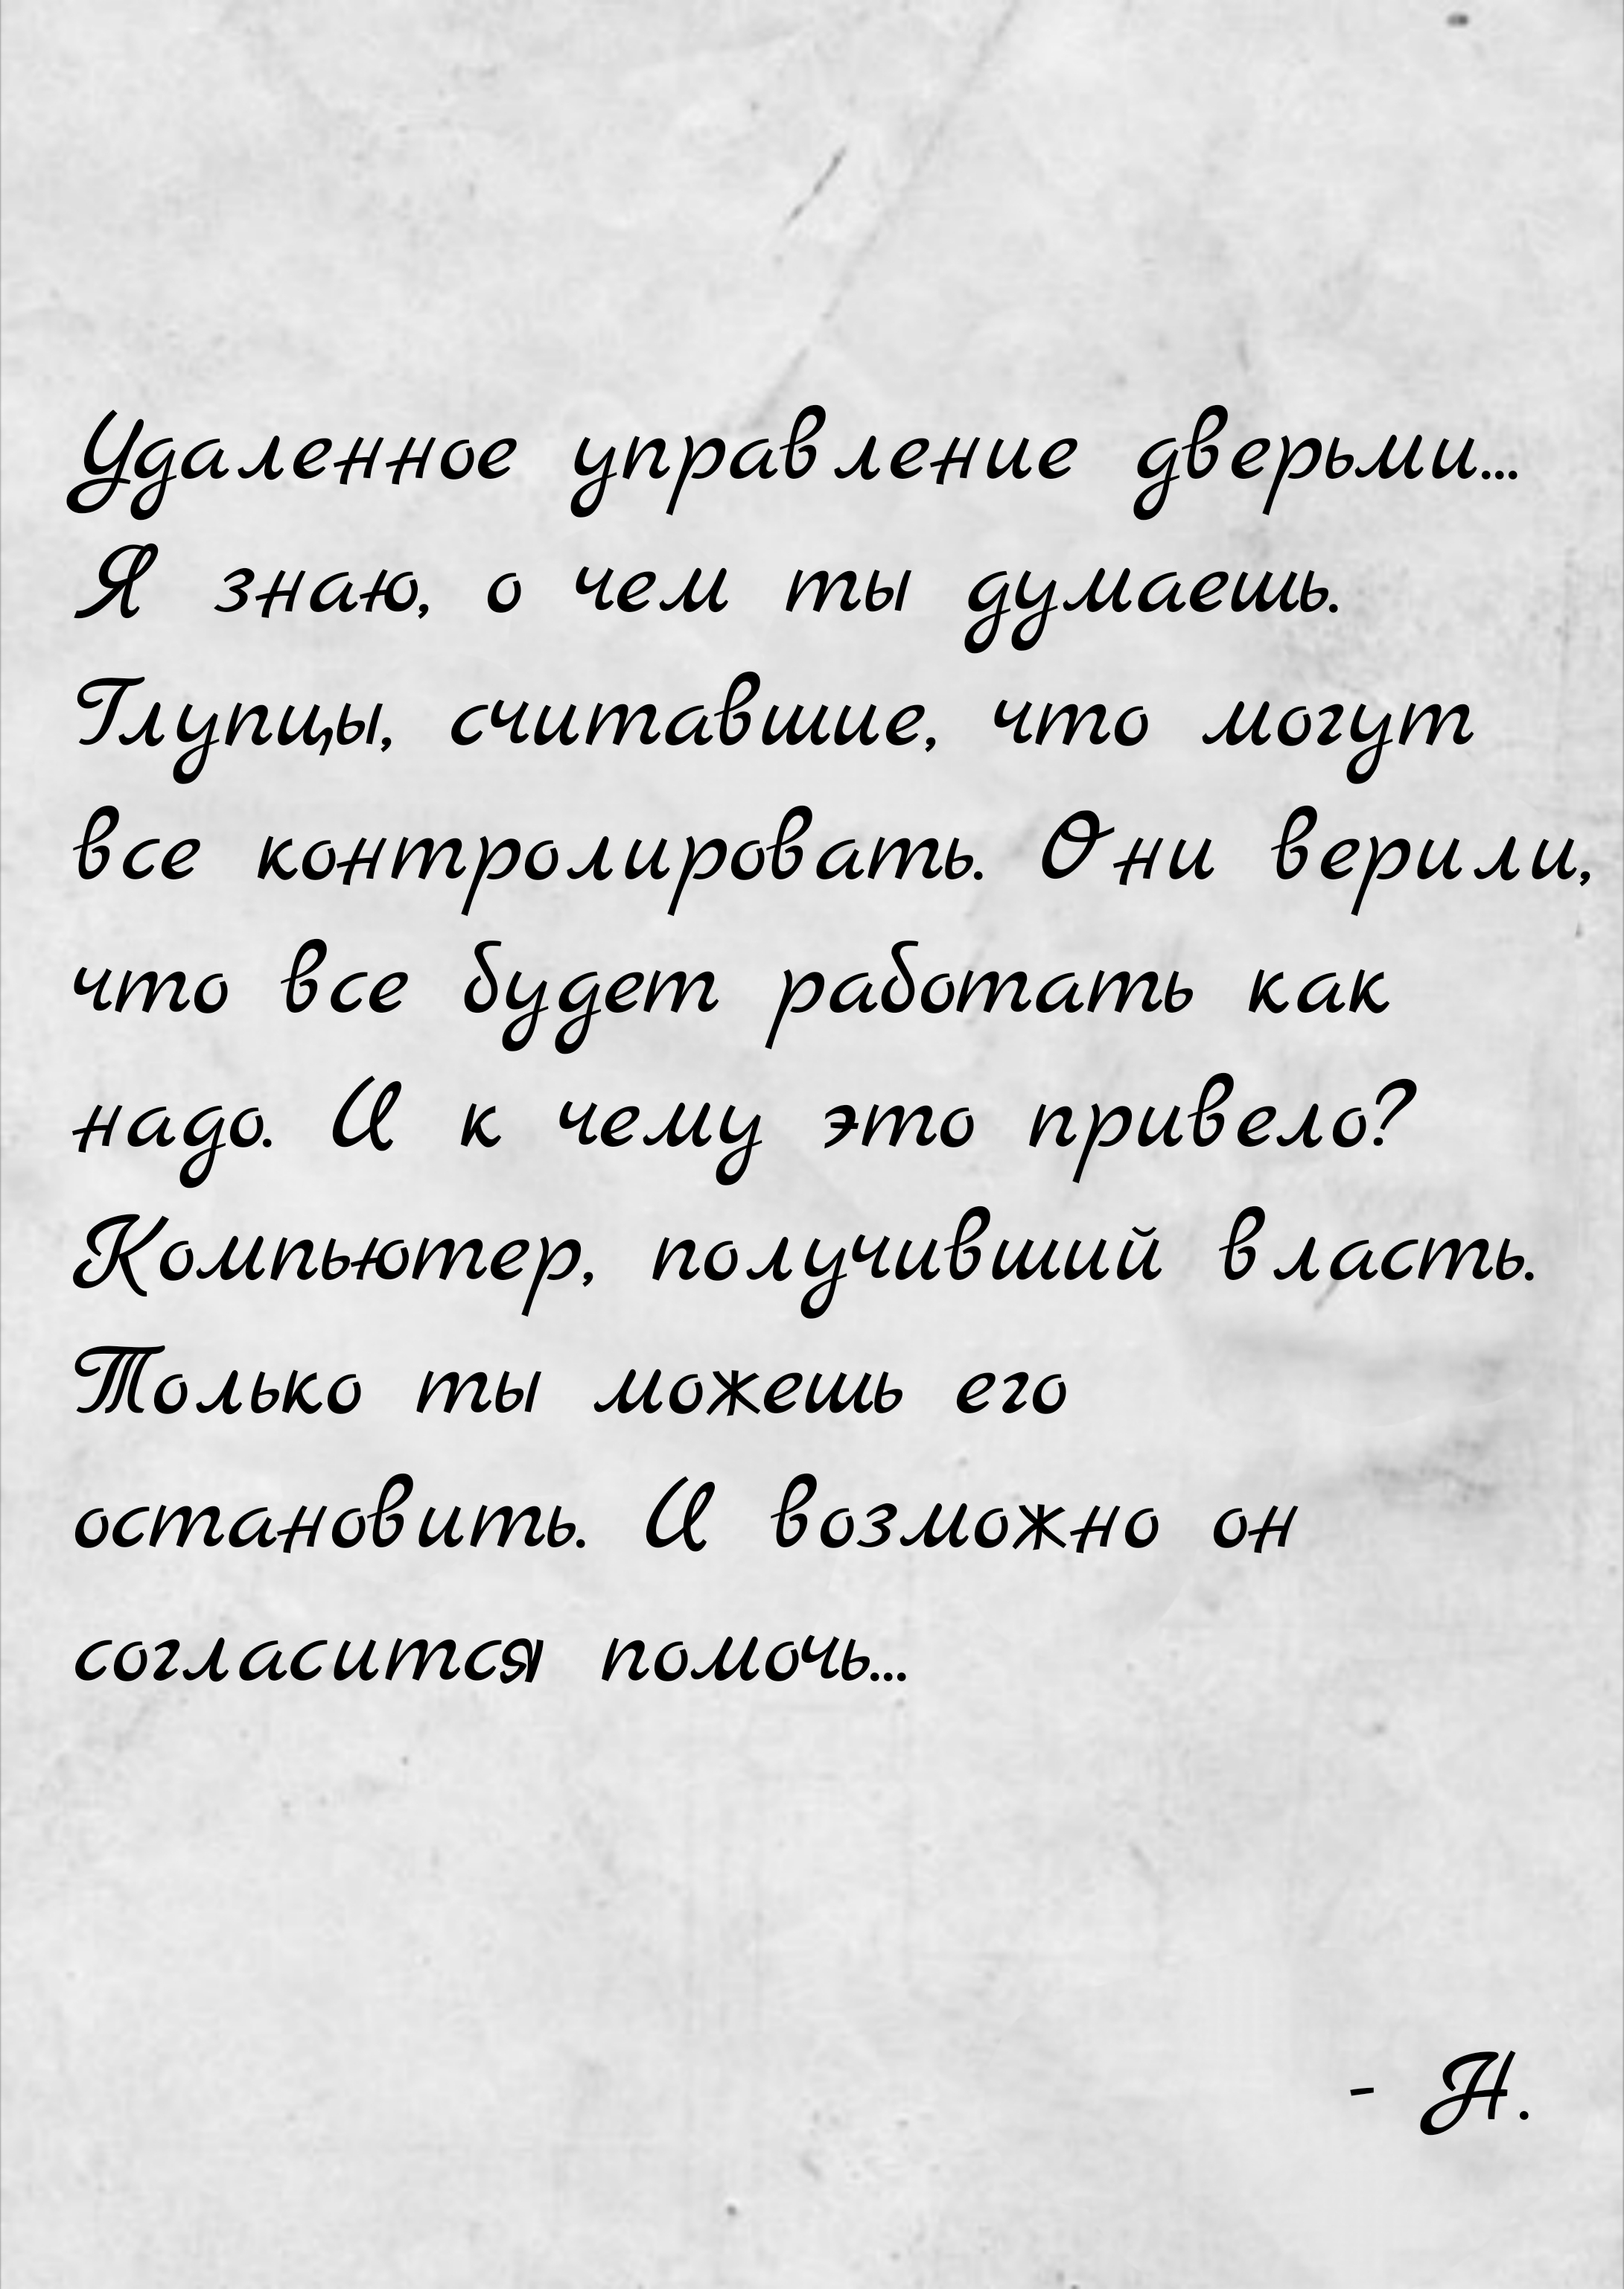 Удаленное управление дверьми...
Я знаю, о чем ты думаешь.
Глупцы, считавшие, что могут
все контролировать. Они верили,
что все будет работать как
надо. И к чему это привело?
Компьютер, получивший власть.
Только ты можешь его
остановить. И возможно он
согласится помочь...
- Н.